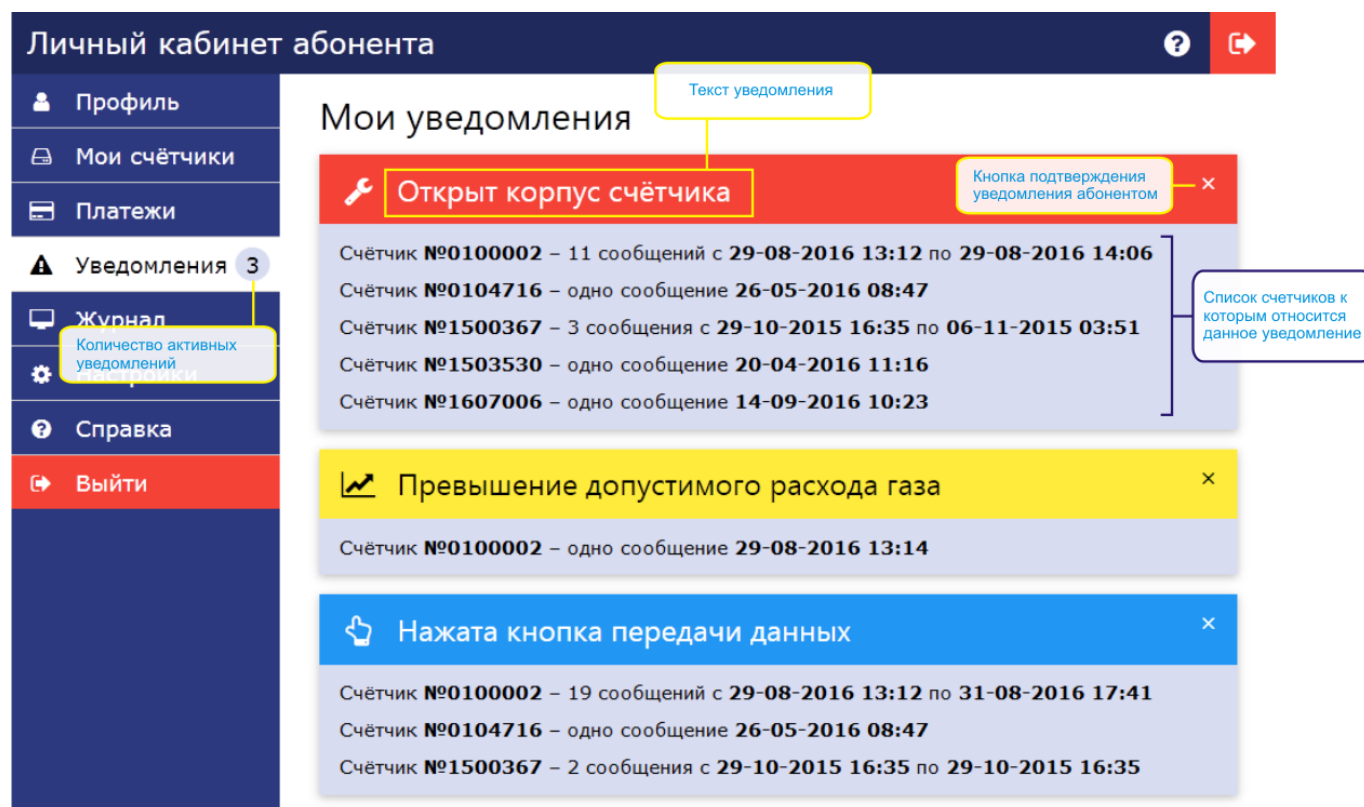 Личный кабинет абонента
Профиль
Мои счётчики
Платежи
Уведомления 3
Журнал
Количество активных
уведомлений
Настройки
Справка
Выйти
Мои уведомления
Текст уведомления
Открыт корпус счётчика
Кнопка подтверждения
уведомления абонентом
Счётчик №0100002 – 11 сообщений с 29-08-2016 13:12 по 29-08-2016 14:06
Счётчик №0104716 – одно сообщение 26-05-2016 08:47
Счётчик №1500367 – 3 сообщения с 29-10-2015 16:35 по 06-11-2015 03:51
Счётчик №1503530 – одно сообщение 20-04-2016 11:16
Счётчик №1607006 – одно сообщение 14-09-2016 10:23
Список счетчиков к
которым относится
данное уведомление
Превышение допустимого расхода газа
Счётчик №0100002 – одно сообщение 29-08-2016 13:14
Нажата кнопка передачи данных
Счётчик №0100002 – 19 сообщений с 29-08-2016 13:12 по 31-08-2016 17:41
Счётчик №0104716 – одно сообщение 26-05-2016 08:47
Счётчик №1500367 – 2 сообщения с 29-10-2015 16:35 по 29-10-2015 16:35